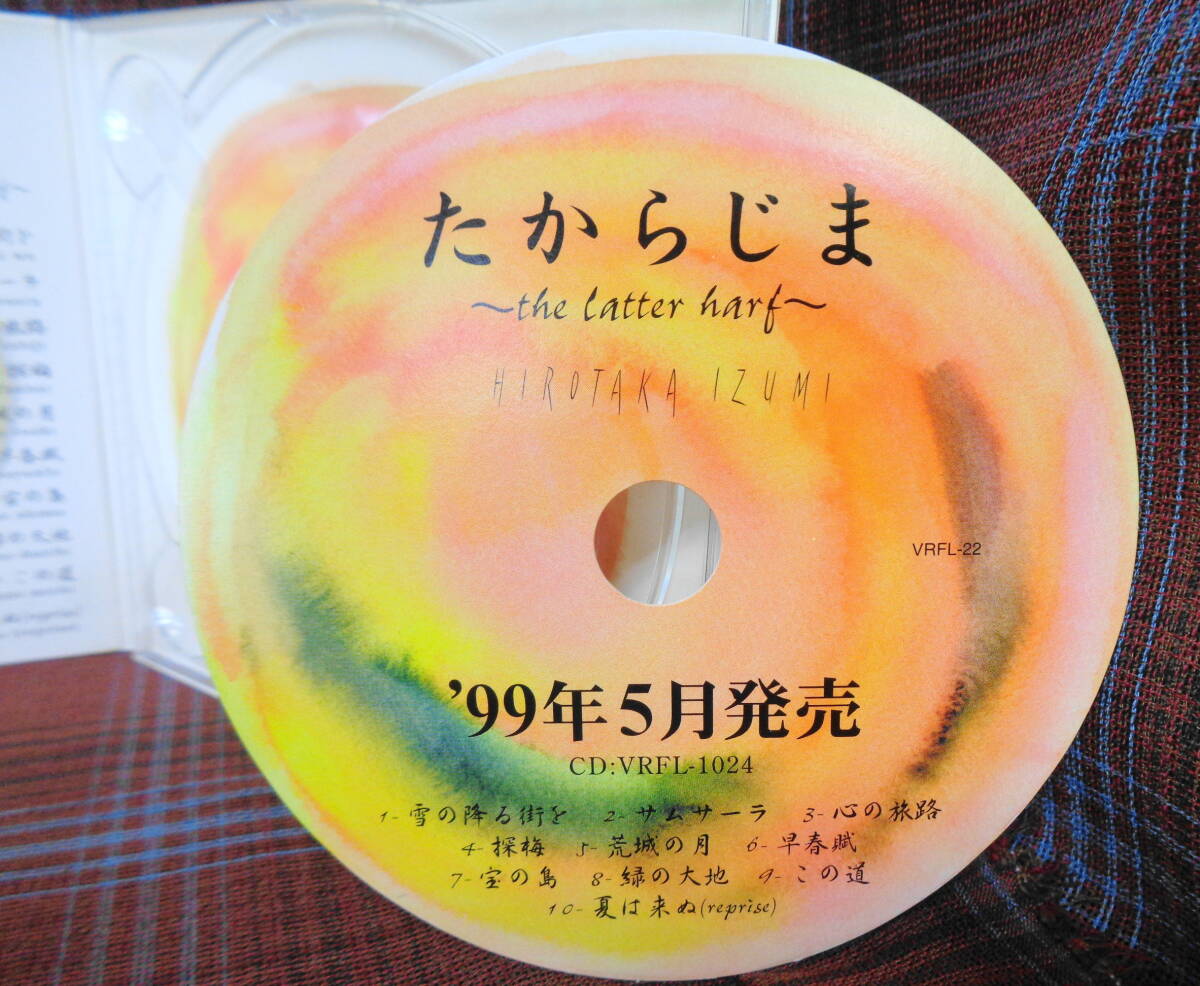 たからじま
～the latter harf～
HIROTAKA IZUMI
VRFL-22
'99年5月発売
CD:VRFL-1024
1- 雪の降る街を 2- サムサーラ 3- 心の旅路
4- 探梅 5- 荒城の月 6- 早春賦
7- 宝の島 8- 緑の大地 9- この道
10- 夏は来ぬ(reprise)